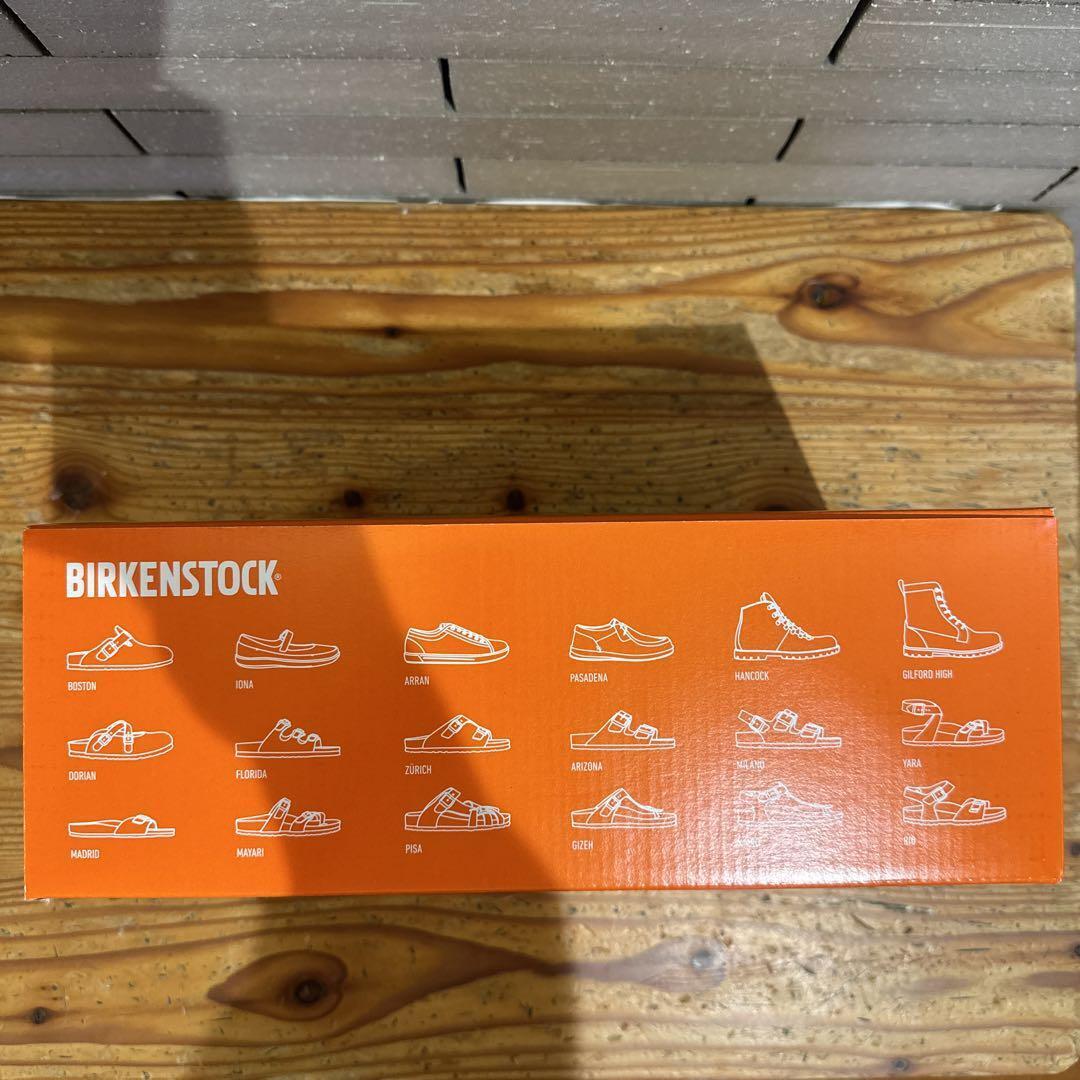 BIRKENSTOCK®
BOSTON IONA ARRAN PASADENA HANCOCK GILFORD HIGH
DORIAN FLORIDA ZÜRICH ARIZONA MILANO YARA
MADRID MAYARI PISA GIZEH RIO